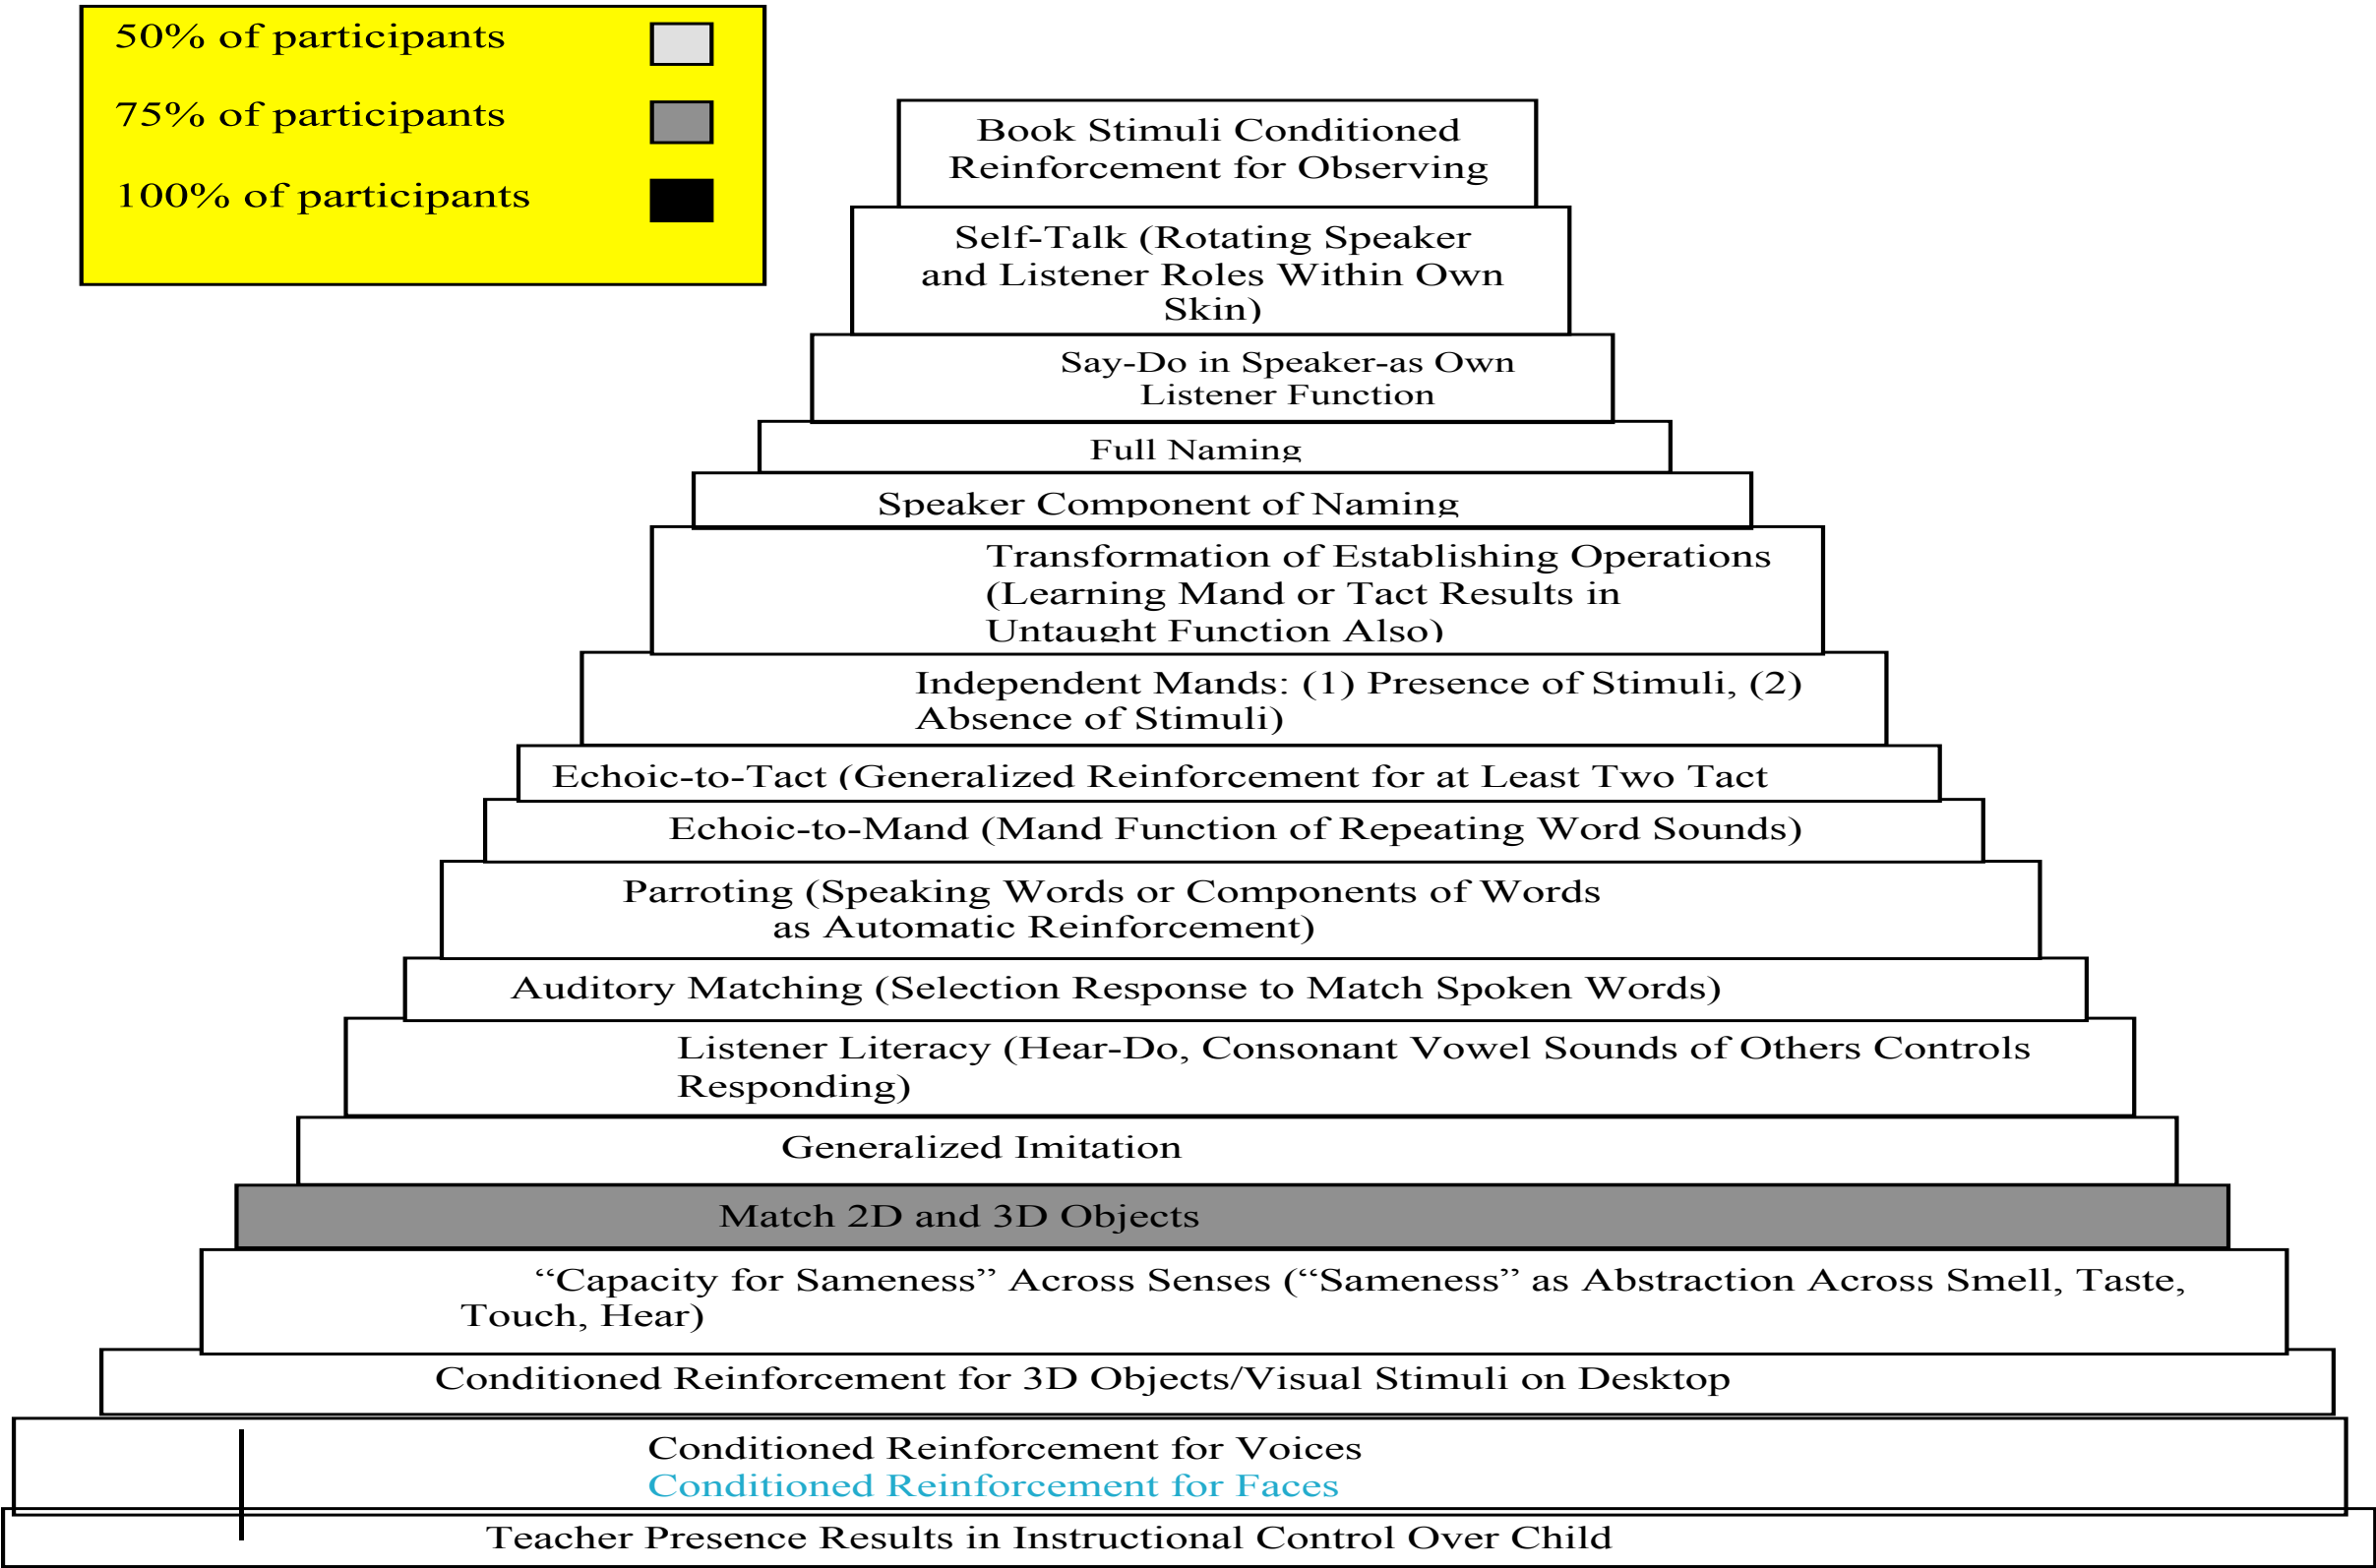 50% of participants
75% of participants
100% of participants
Book Stimuli Conditioned
Reinforcement for Observing
Self-Talk (Rotating Speaker
and Listener Roles Within Own
Skin)
Say-Do in Speaker-as Own
Listener Function
Full Naming
Speaker Component of Naming
Transformation of Establishing Operations
(Learning Mand or Tact Results in
Untaught Function Also)
Independent Mands: (1) Presence of Stimuli, (2)
Absence of Stimuli)
Echoic-to-Tact (Generalized Reinforcement for at Least Two Tact
Echoic-to-Mand (Mand Function of Repeating Word Sounds)
Parroting (Speaking Words or Components of Words
as Automatic Reinforcement)
Auditory Matching (Selection Response to Match Spoken Words)
Listener Literacy (Hear-Do, Consonant Vowel Sounds of Others Controls
Responding)
Generalized Imitation
Match 2D and 3D Objects
“Capacity for Sameness” Across Senses (“Sameness” as Abstraction Across Smell, Taste,
Touch, Hear)
Conditioned Reinforcement for 3D Objects/Visual Stimuli on Desktop
Conditioned Reinforcement for Voices
Conditioned Reinforcement for Faces
Teacher Presence Results in Instructional Control Over Child